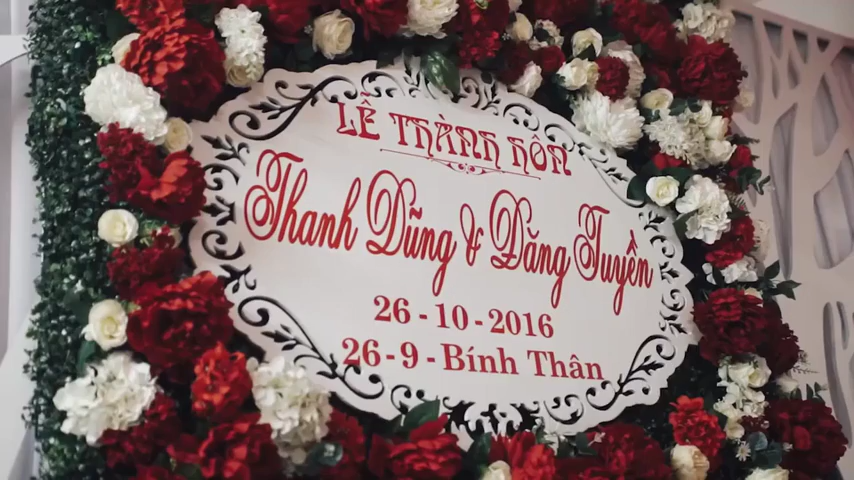 LỄ THÀNH HÔN
Thanh Dũng & Đăng Tuyền
26 - 10 - 2016
26 - 9 - Bính Thân